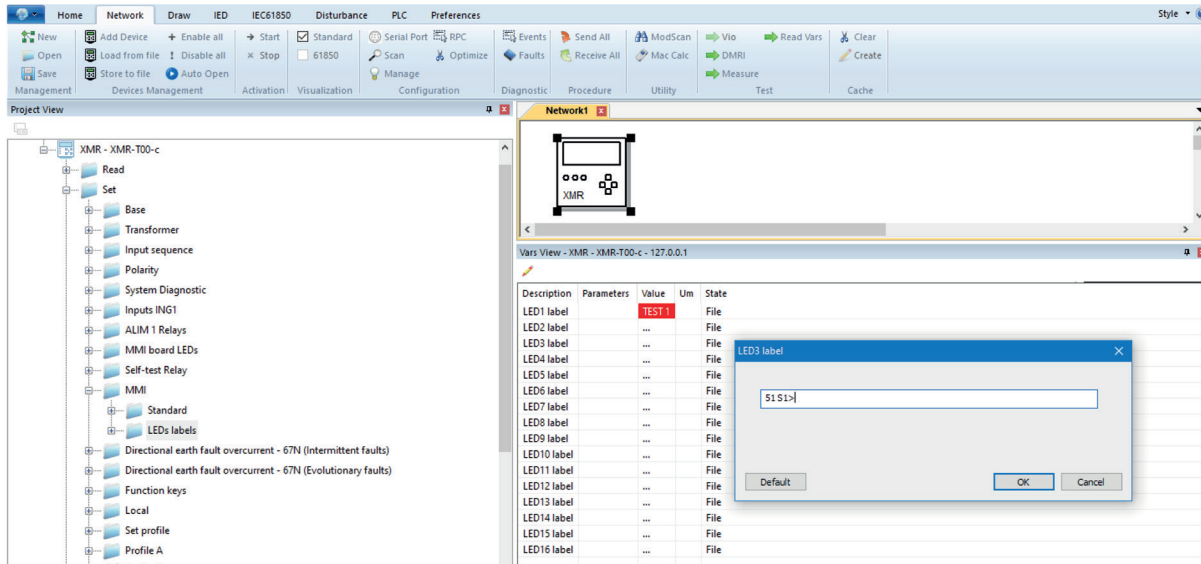 Home Network Draw IED IEC61850 Disturbance PLC Preferences Style
New Add Device + Enable all Start Standard Serial Port RPC Events Send All ModScan Vio Read Vars Clear
Open Load from file Disable all Stop 61850 Scan Optimize Faults Receive All Mac Calc DMRI Create
Save Store to file Auto Open Manage Measure
Management Devices Management Activation Visualization Configuration Diagnostic Procedure Utility Test Cache
Project View
XMR - XMR-T00-c
Read
Set
Base
Transformer
Input sequence
Polarity
System Diagnostic
Inputs ING1
ALIM 1 Relays
MMI board LEDs
Self-test Relay
MMI
Standard
LEDs labels
Directional earth fault overcurrent - 67N (Intermittent faults)
Directional earth fault overcurrent - 67N (Evolutionary faults)
Function keys
Local
Set profile
Profile A
Network1
XMR
Vars View - XMR - XMR-T00-c - 127.0.0.1
Description Parameters Value Um State
LED1 label TEST 1 File
LED2 label ... File
LED3 label ... File
LED4 label ... File
LED5 label ... File
LED6 label ... File
LED7 label ... File
LED8 label ... File
LED9 label ... File
LED10 label ... File
LED11 label ... File
LED12 label ... File
LED13 label ... File
LED14 label ... File
LED15 label ... File
LED16 label ... File
LED3 label
51 S1>
Default OK Cancel